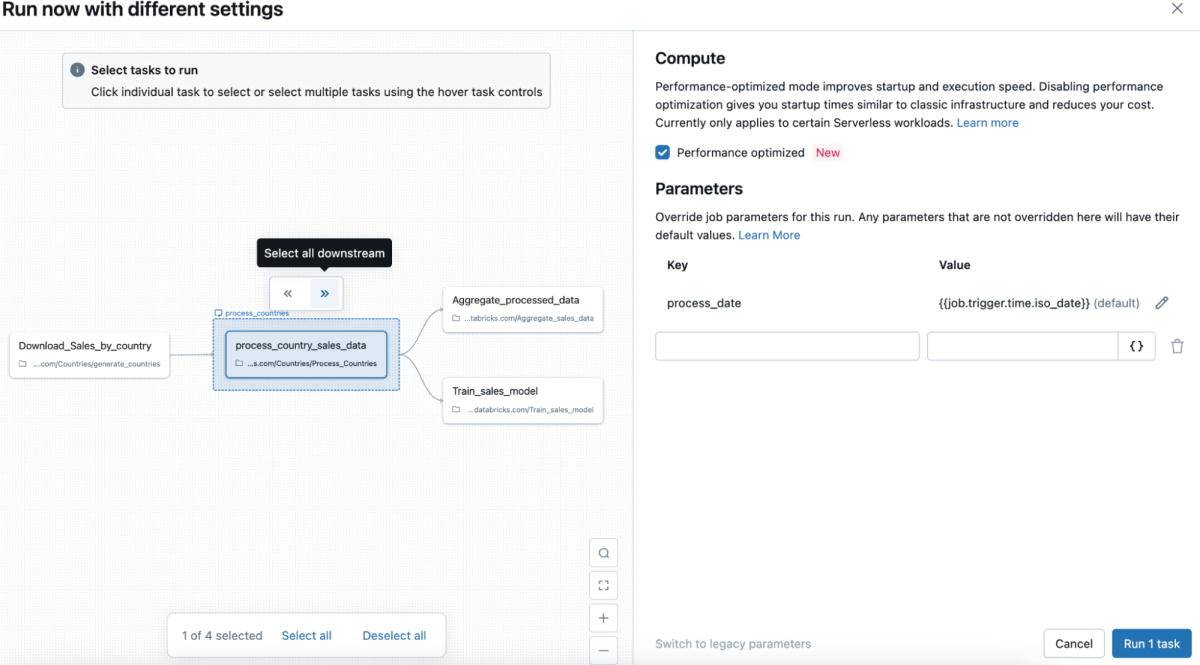 Run now with different settings
Select tasks to run
Click individual task to select or select multiple tasks using the hover task controls
Select all downstream
process_countries
Download_Sales_by_country
....com/Countries/generate_countries
process_country_sales_data
...s.com/Countries/Process_Countries
Aggregate_processed_data
...tabricks.com/Aggregate_sales_data
Train_sales_model
...databricks.com/Train_sales_model
1 of 4 selected Select all Deselect all
Compute
Performance-optimized mode improves startup and execution speed. Disabling performance
optimization gives you startup times similar to classic infrastructure and reduces your cost.
Currently only applies to certain Serverless workloads. Learn more
Performance optimized New
Parameters
Override job parameters for this run. Any parameters that are not overridden here will have their
default values. Learn More
Key Value
process_date {{job.trigger.time.iso_date}} (default)
{}
Switch to legacy parameters Cancel Run 1 task